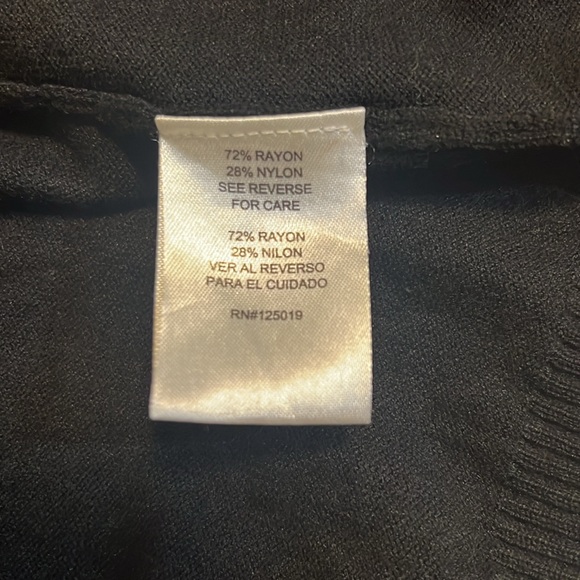 72% RAYON
28% NYLON
SEE REVERSE
FOR CARE
72% RAYON
28% NILON
VER AL REVERSO
PARA EL CUIDADO
RN#125019